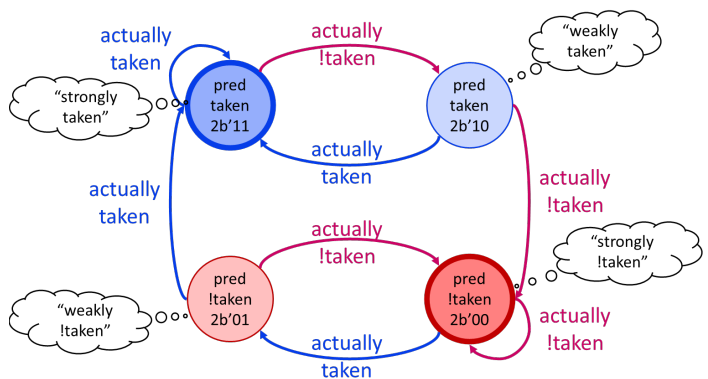 actually
taken
actually
!taken
“weakly
taken”
“strongly
taken”
pred
taken
2b’11
pred
taken
2b’10
actually
taken
actually
taken
actually
!taken
actually
!taken
“strongly
!taken”
“weakly
!taken”
pred
!taken
2b’01
pred
!taken
2b’00
actually
taken
actually
!taken